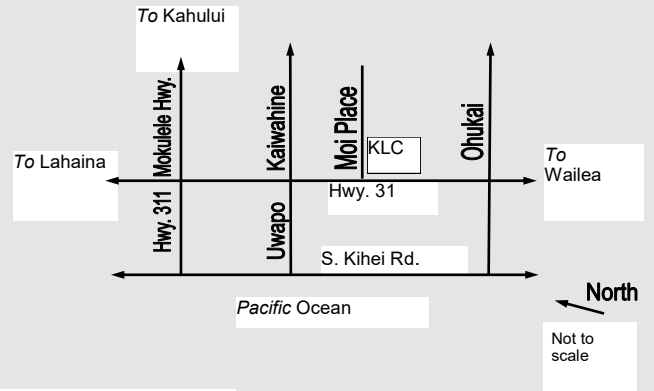 To Kahului
Hwy. 311 Mokulele Hwy.
Kaiwahine
Moi Place
KLC
Ohukai
To Lahaina
To
Wailea
Hwy. 31
Uwapo
S. Kihei Rd.
Pacific Ocean
North
Not to
scale